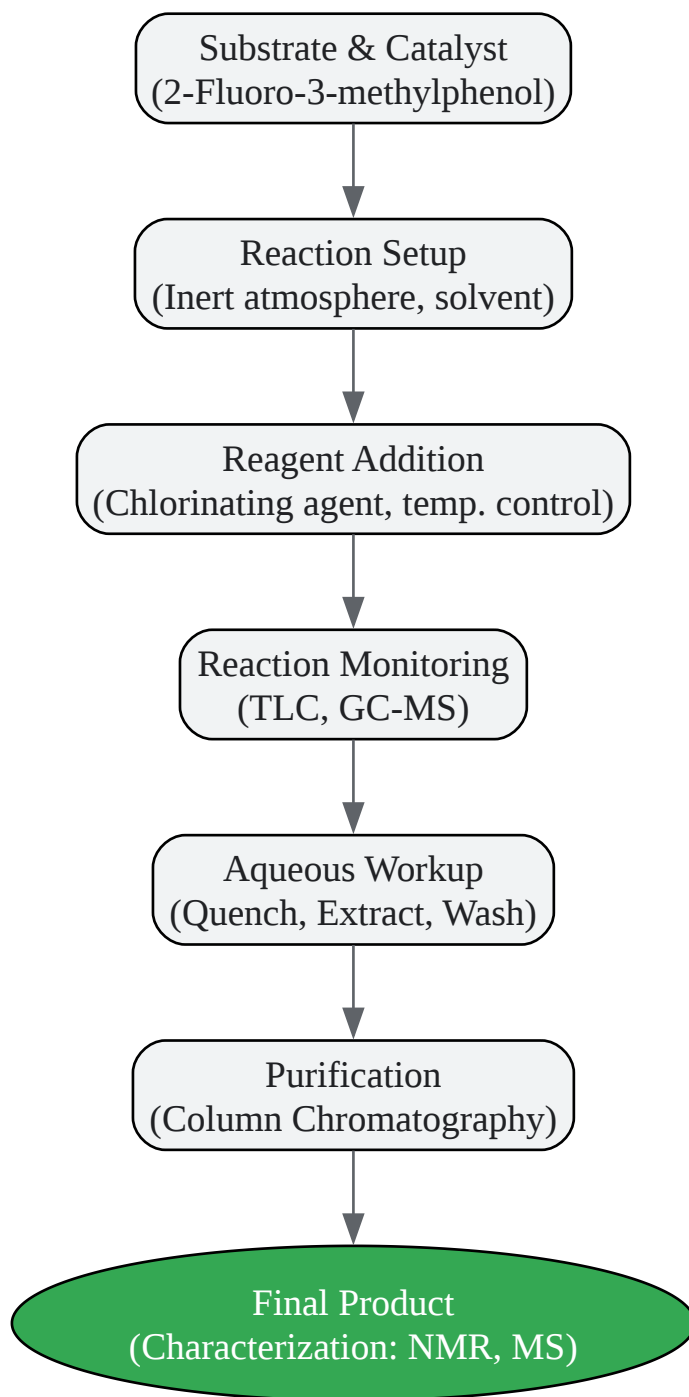 Substrate & Catalyst
(2-Fluoro-3-methylphenol)
Reaction Setup
(Inert atmosphere, solvent)
Reagent Addition
(Chlorinating agent, temp. control)
Reaction Monitoring
(TLC, GC-MS)
Aqueous Workup
(Quench, Extract, Wash)
Purification
(Column Chromatography)
Final Product
(Characterization: NMR, MS)